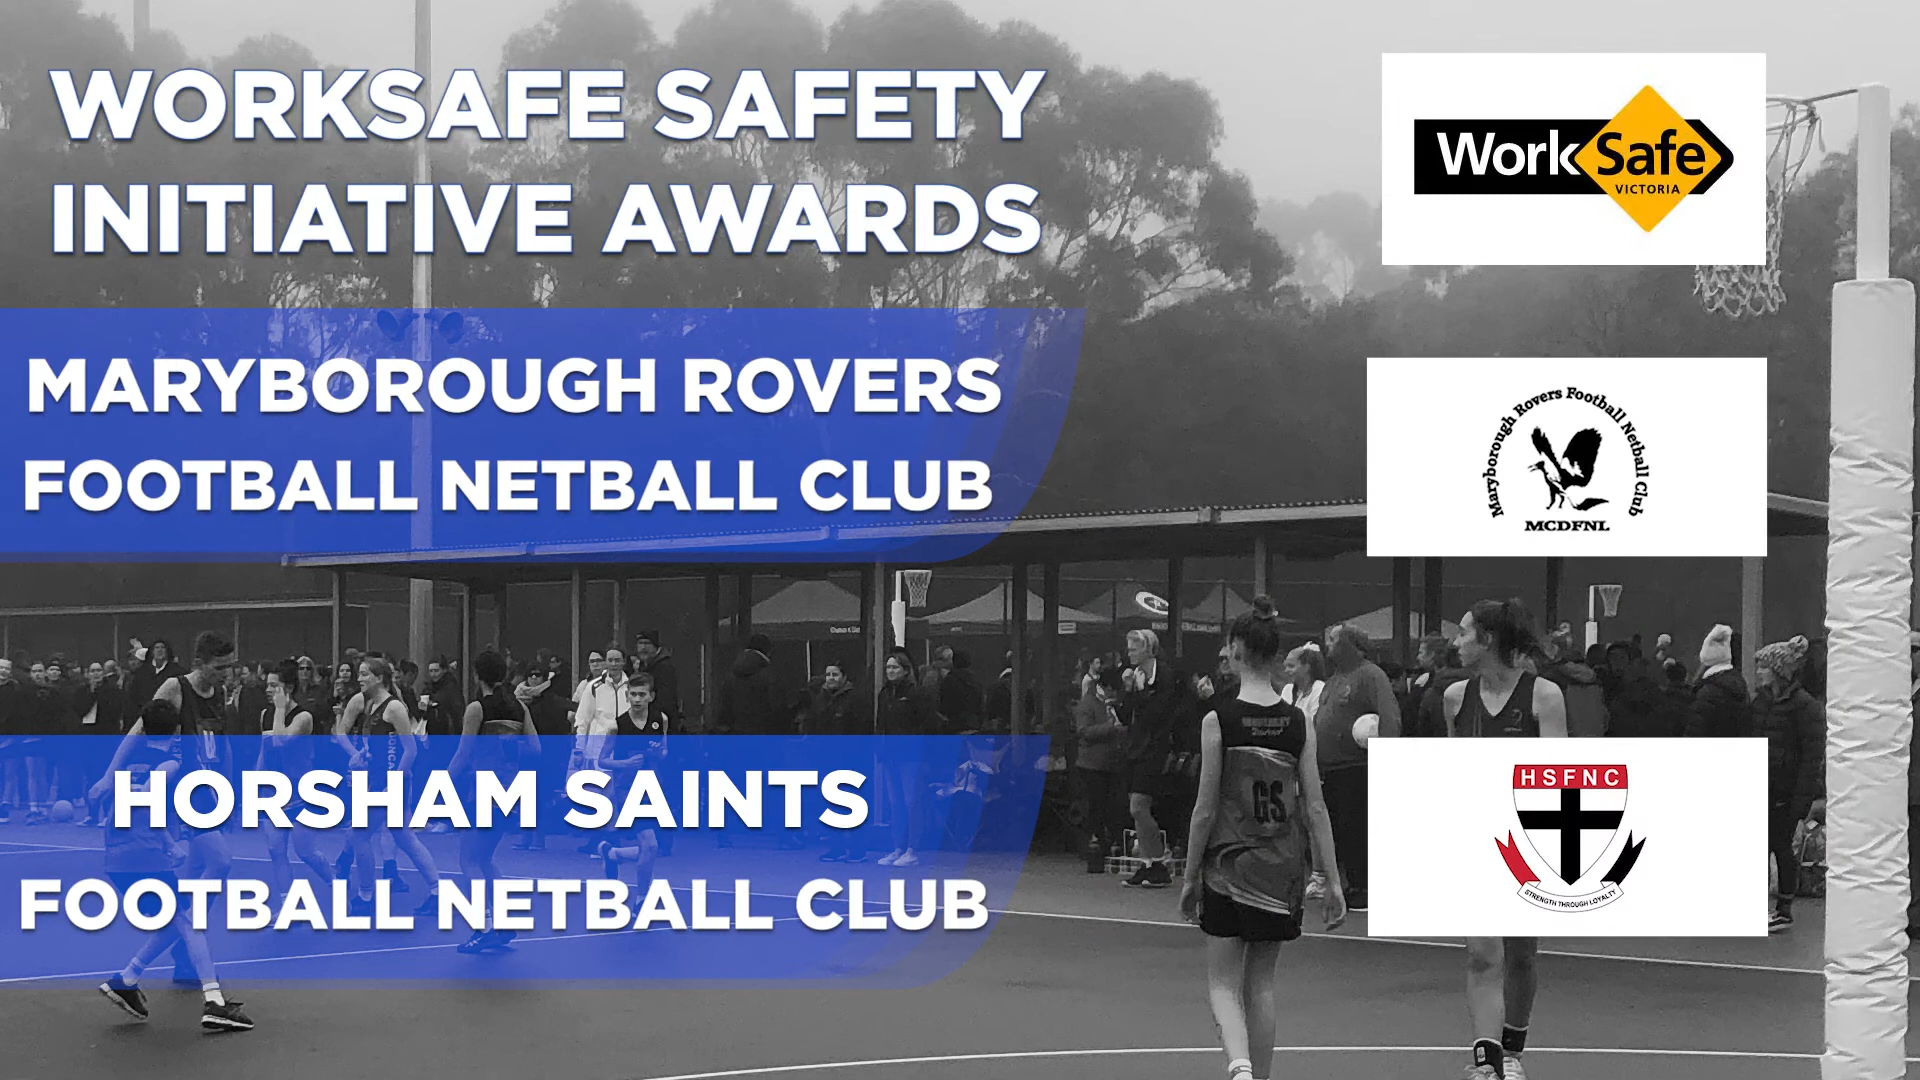 WORKSAFE SAFETY
INITIATIVE AWARDS
WorkSafe
VICTORIA
MARYBOROUGH ROVERS
FOOTBALL NETBALL CLUB
Maryborough Rovers Football Netball Club
MCDFNL
HORSHAM SAINTS
FOOTBALL NETBALL CLUB
HSFNC
STRENGTH THROUGH LOYALTY
GS